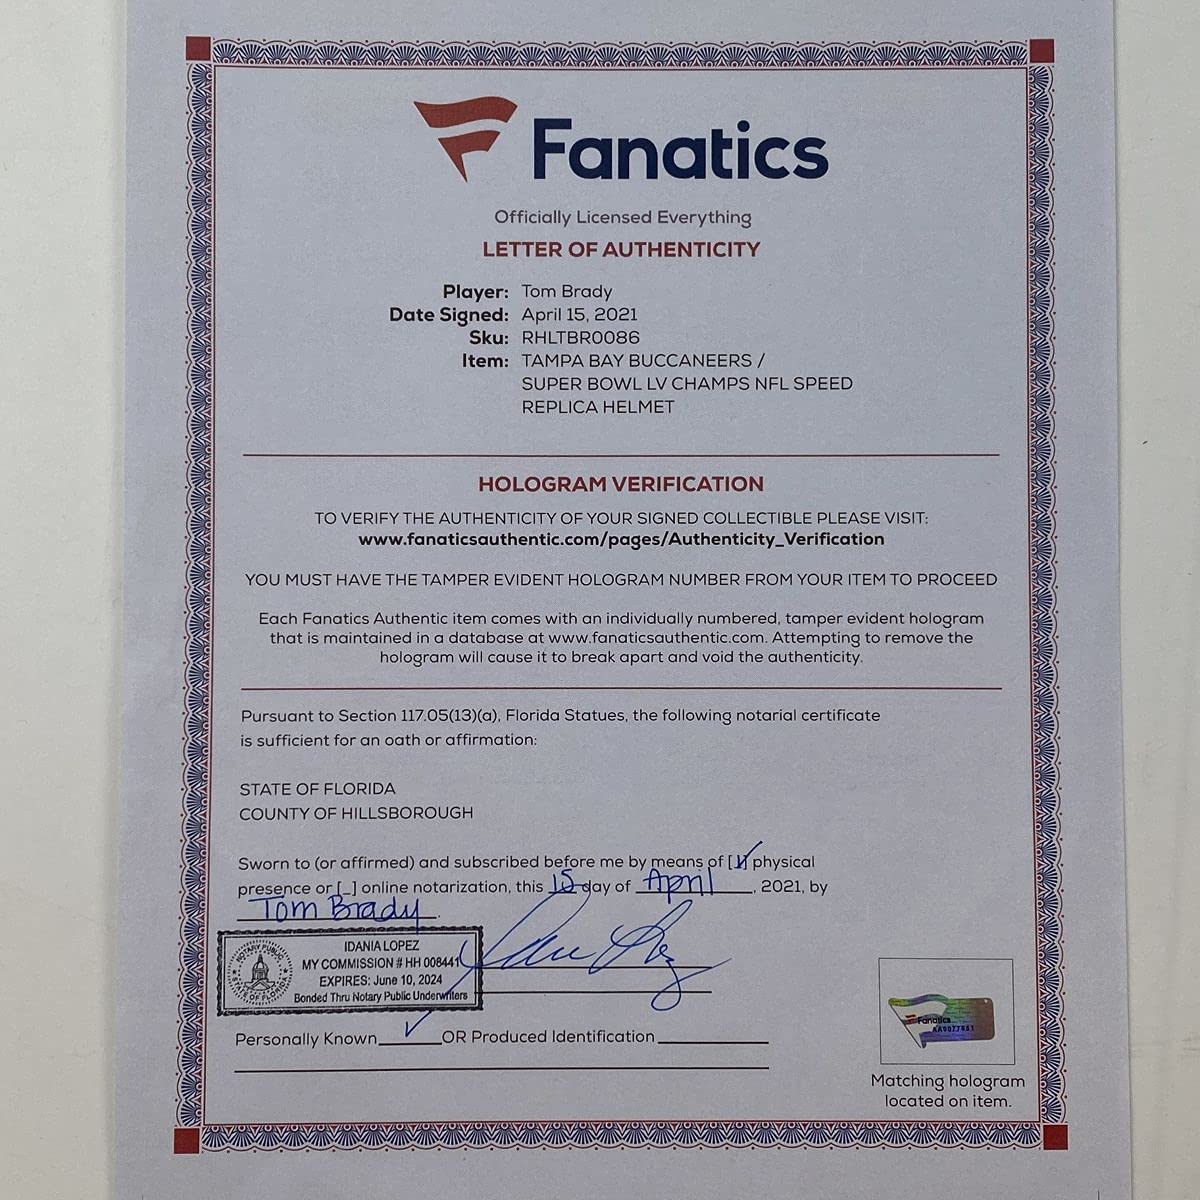 Fanatics
Officially Licensed Everything
LETTER OF AUTHENTICITY
Player: Tom Brady
Date Signed: April 15, 2021
Sku: RHLTBR0086
Item: TAMPA BAY BUCCANEERS /
SUPER BOWL LV CHAMPS NFL SPEED
REPLICA HELMET
HOLOGRAM VERIFICATION
TO VERIFY THE AUTHENTICITY OF YOUR SIGNED COLLECTIBLE PLEASE VISIT:
www.fanaticsauthentic.com/pages/Authenticity_Verification
YOU MUST HAVE THE TAMPER EVIDENT HOLOGRAM NUMBER FROM YOUR ITEM TO PROCEED
Each Fanatics Authentic item comes with an individually numbered, tamper evident hologram
that is maintained in a database at www.fanaticsauthentic.com. Attempting to remove the
hologram will cause it to break apart and void the authenticity.
Pursuant to Section 117.05(13)(a), Florida Statues, the following notarial certificate
is sufficient for an oath or affirmation:
STATE OF FLORIDA
COUNTY OF HILLSBOROUGH
Sworn to (or affirmed) and subscribed before me by means of [✓] physical
presence or [_] online notarization, this 15 day of April, 2021, by
Tom Brady.
NOTARY PUBLIC
STATE OF FLORIDA
IDANIA LOPEZ
MY COMMISSION # HH 008441
EXPIRES: June 10, 2024
Bonded Thru Notary Public Underwriters
Personally Known ✓ OR Produced Identification
Fanatics
Matching hologram
located on item.